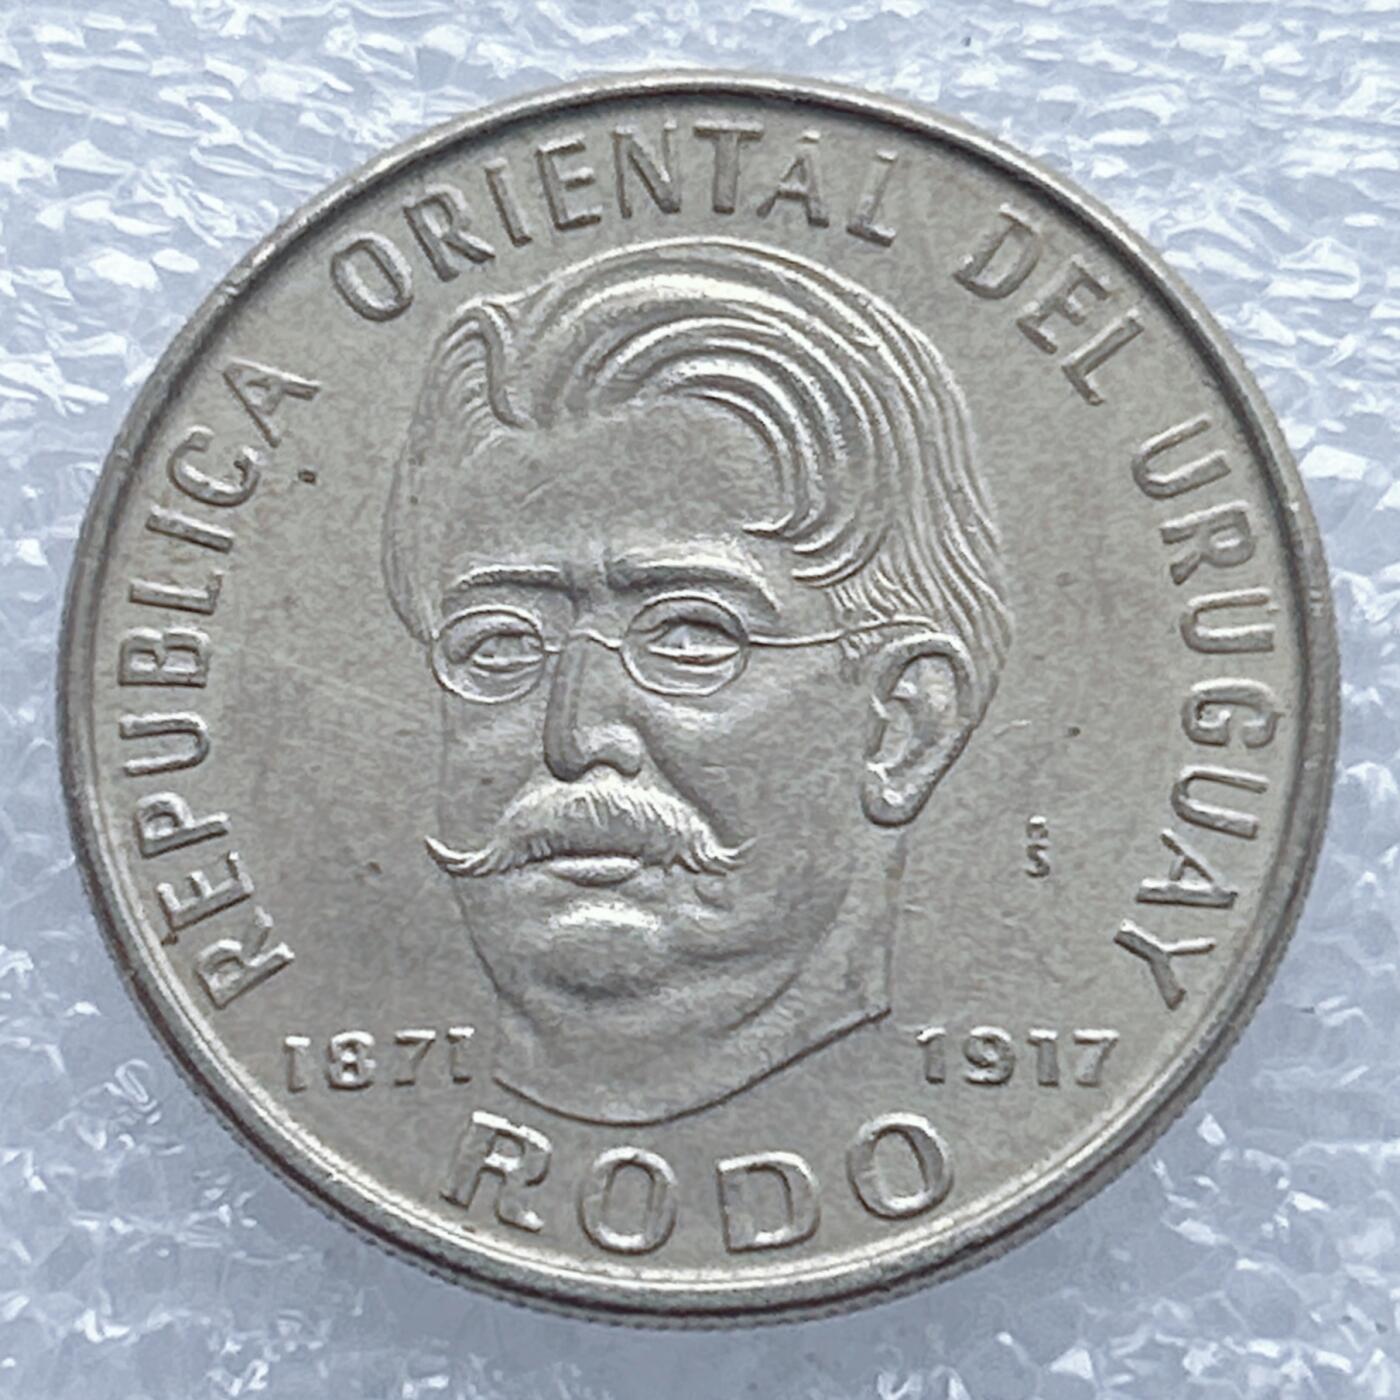 REPUBLICA ORIENTAL DEL URUGUAY
R
S
1871 1917
RODO